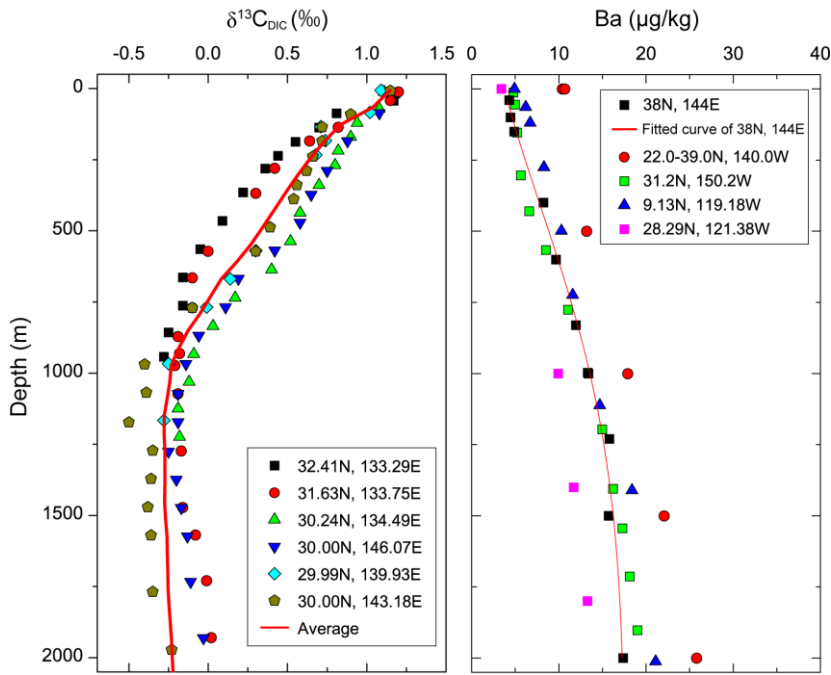 δ¹³C_DIC (‰)
Ba (µg/kg)
-0.5 0.0 0.5 1.0 1.5
0 10 20 30 40
Depth (m)
0
500
1000
1500
2000
32.41N, 133.29E
31.63N, 133.75E
30.24N, 134.49E
30.00N, 146.07E
29.99N, 139.93E
30.00N, 143.18E
Average
38N, 144E
Fitted curve of 38N, 144E
22.0-39.0N, 140.0W
31.2N, 150.2W
9.13N, 119.18W
28.29N, 121.38W